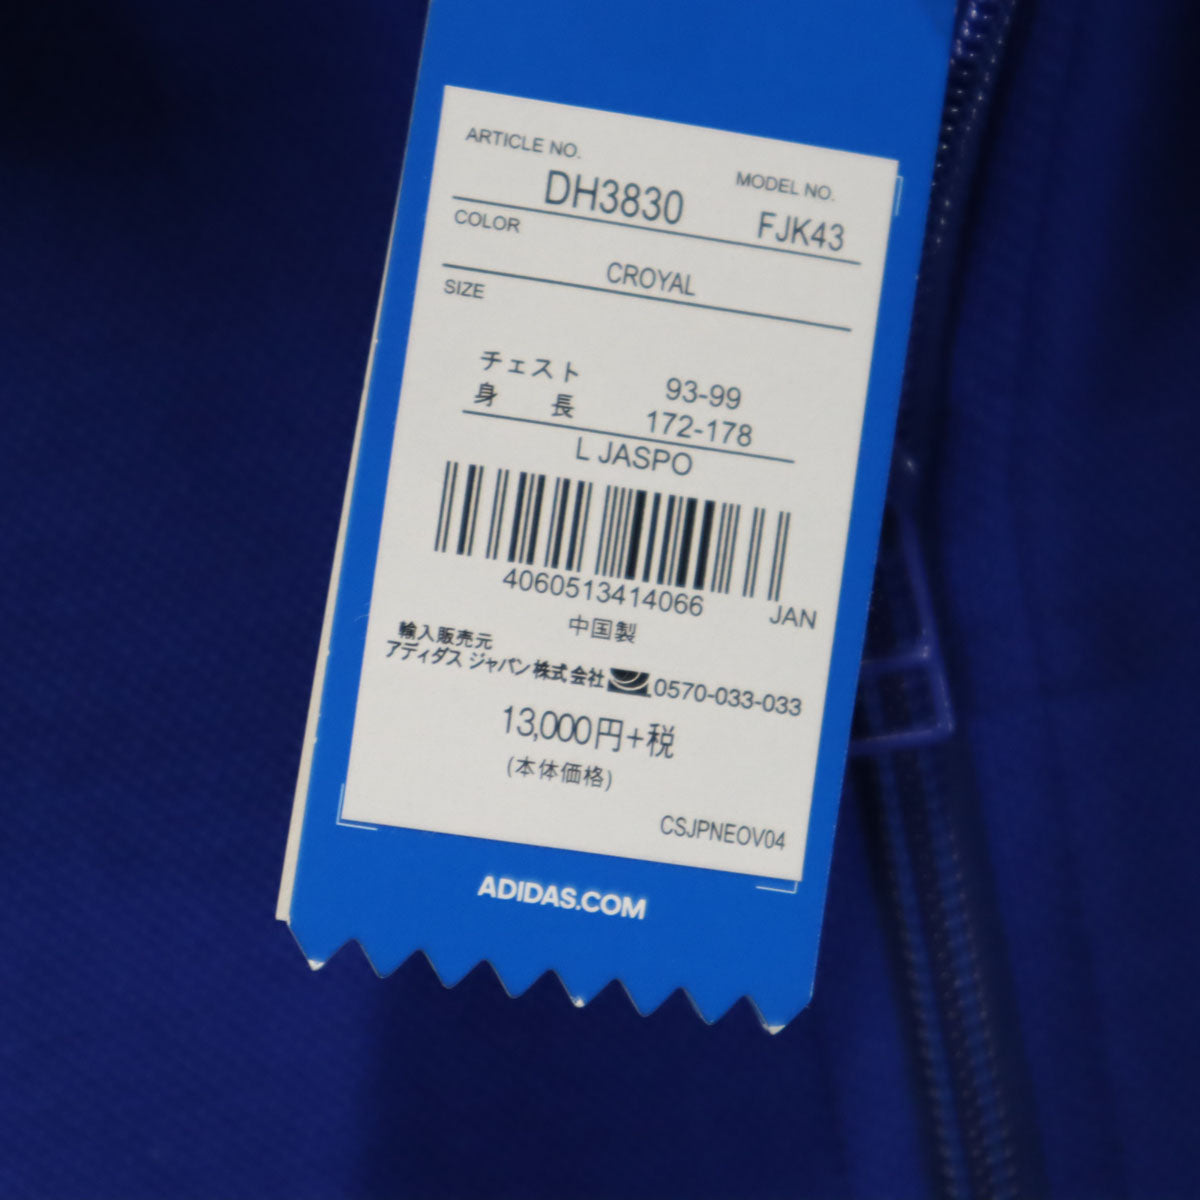 ARTICLE NO.
MODEL NO.
DH3830 FJK43
COLOR
CROYAL
SIZE
チェスト 93-99
身長 172-178
L JASPO
4060513414066 JAN
中国製
輸入販売元
アディダス ジャパン株式会社 0570-033-033
13,000円+税
(本体価格)
CSJPNEOV04
ADIDAS.COM